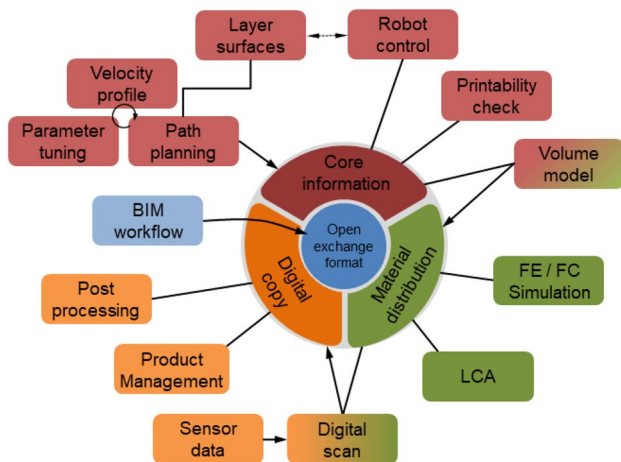 Layer
surfaces
Robot
control
Velocity
profile
Printability
check
Parameter
tuning
Path
planning
Core
information
Volume
model
BIM
workflow
Open
exchange
format
Digital
copy
Material
distribution
FE / FC
Simulation
Post
processing
Product
Management
LCA
Sensor
data
Digital
scan